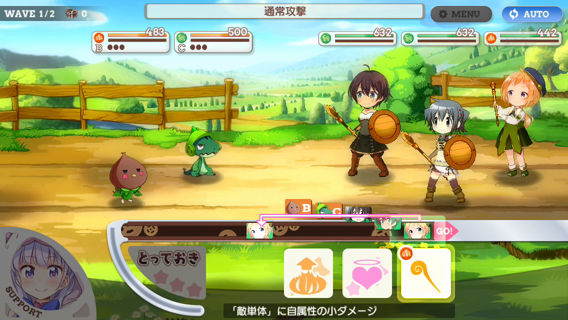 WAVE 1/2 0
通常攻撃
MENU
AUTO
483
B
500
C
632
632
442
B
C
GO!
とっておき
SUPPORT
「敵単体」に自属性の小ダメージ